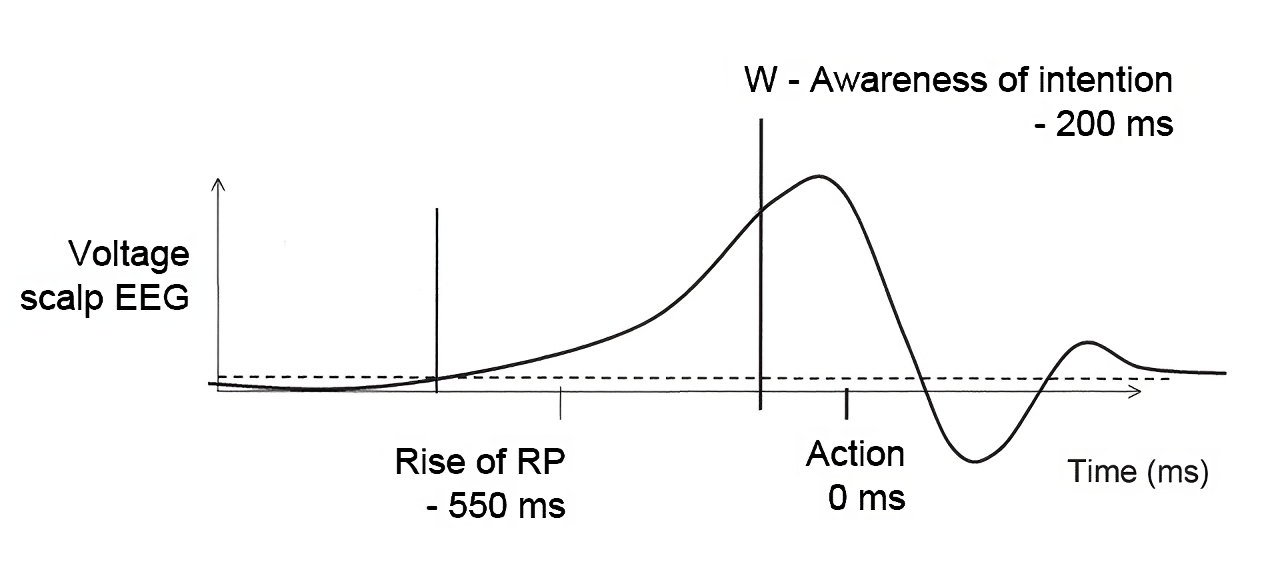 W - Awareness of intention
- 200 ms
Voltage
scalp EEG
Rise of RP
- 550 ms
Action
0 ms
Time (ms)